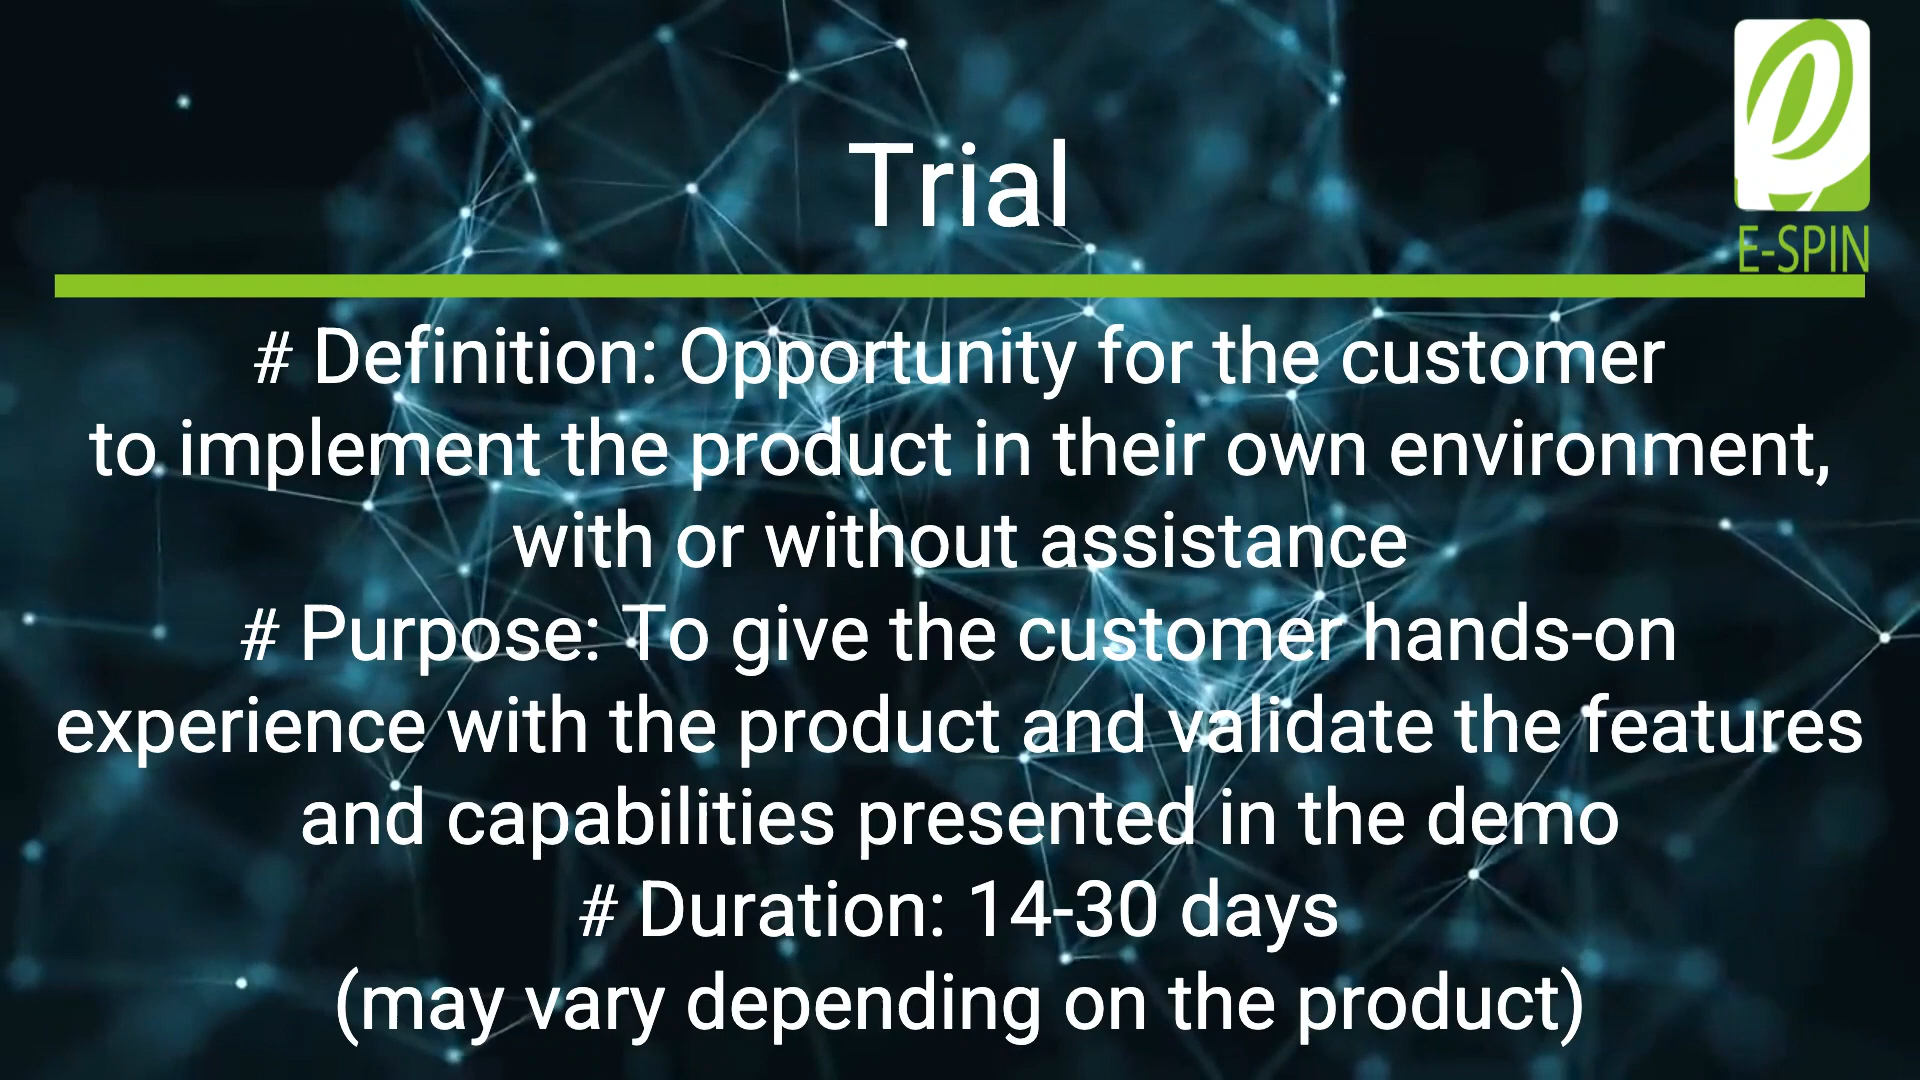 Trial
E-SPIN
# Definition: Opportunity for the customer
to implement the product in their own environment,
with or without assistance
# Purpose: To give the customer hands-on
experience with the product and validate the features
and capabilities presented in the demo
# Duration: 14-30 days
(may vary depending on the product)